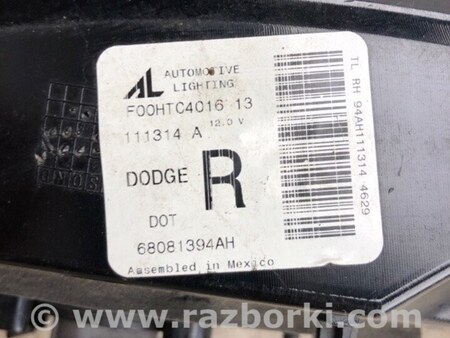 AL AUTOMOTIVE
LIGHTING
F00HTC4016 13
111314 A 12.0 V
DODGE R
DOT
68081394AH
Assembled in Mexico
TL RH 94AH111314 4629
www.razborki.com